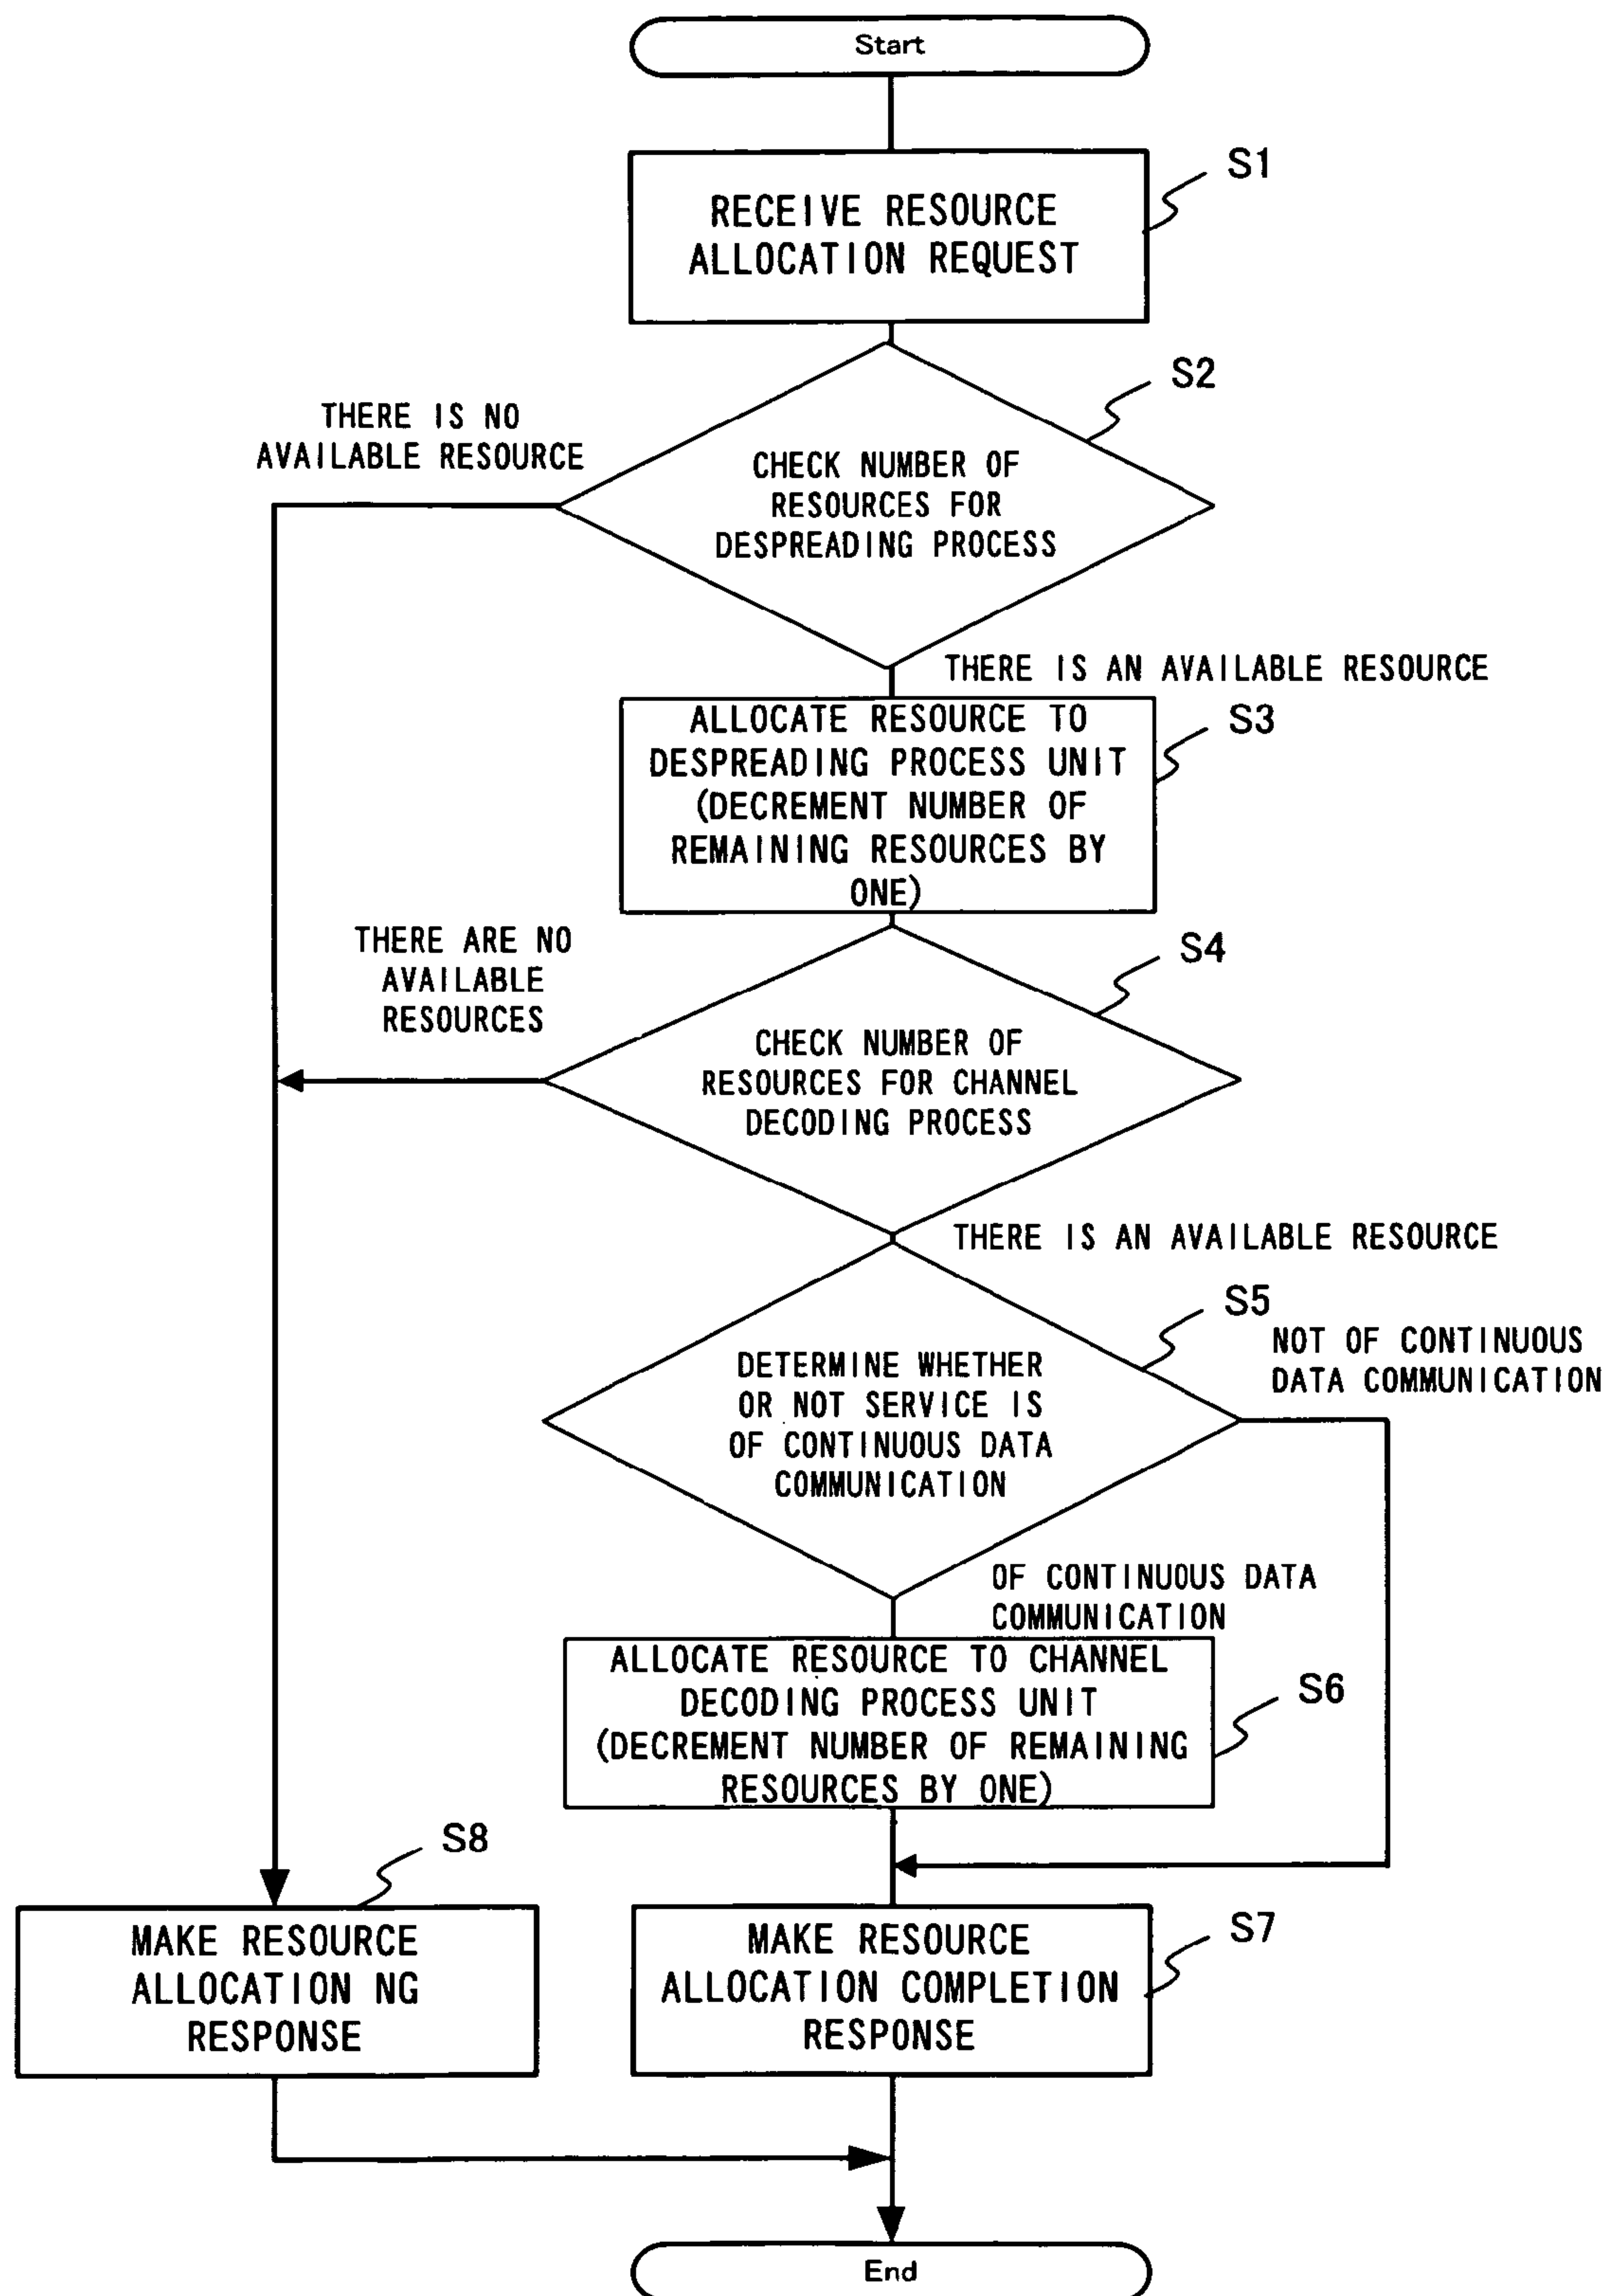 Start
S1
RECEIVE RESOURCE
ALLOCATION REQUEST
S2
THERE IS NO
AVAILABLE RESOURCE
CHECK NUMBER OF
RESOURCES FOR
DESPREADING PROCESS
THERE IS AN AVAILABLE RESOURCE
S3
ALLOCATE RESOURCE TO
DESPREADING PROCESS UNIT
(DECREMENT NUMBER OF
REMAINING RESOURCES BY
ONE)
THERE ARE NO
AVAILABLE
RESOURCES
S4
CHECK NUMBER OF
RESOURCES FOR CHANNEL
DECODING PROCESS
THERE IS AN AVAILABLE RESOURCE
S5
NOT OF CONTINUOUS
DATA COMMUNICATION
DETERMINE WHETHER
OR NOT SERVICE IS
OF CONTINUOUS DATA
COMMUNICATION
OF CONTINUOUS DATA
COMMUNICATION
ALLOCATE RESOURCE TO CHANNEL
DECODING PROCESS UNIT
(DECREMENT NUMBER OF REMAINING
RESOURCES BY ONE)
S6
S8
MAKE RESOURCE
ALLOCATION NG
RESPONSE
S7
MAKE RESOURCE
ALLOCATION COMPLETION
RESPONSE
End